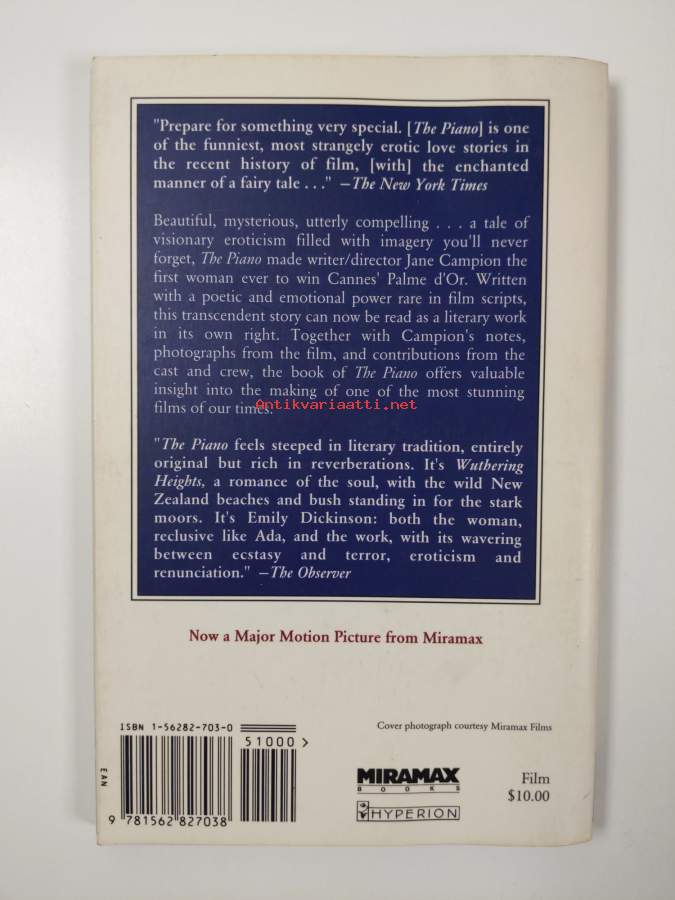 "Prepare for something very special. [The Piano] is one
of the funniest, most strangely erotic love stories in
the recent history of film, [with] the enchanted
manner of a fairy tale . . ." –The New York Times
Beautiful, mysterious, utterly compelling . . . a tale of
visionary eroticism filled with imagery you'll never
forget, The Piano made writer/director Jane Campion the
first woman ever to win Cannes' Palme d'Or. Written
with a poetic and emotional power rare in film scripts,
this transcendent story can now be read as a literary work
in its own right. Together with Campion's notes,
photographs from the film, and contributions from the
cast and crew, the book of The Piano offers valuable
insight into the making of one of the most stunning
films of our times.
Antikvariaatti.net
"The Piano feels steeped in literary tradition, entirely
original but rich in reverberations. It's Wuthering
Heights, a romance of the soul, with the wild New
Zealand beaches and bush standing in for the stark
moors. It's Emily Dickinson: both the woman,
reclusive like Ada, and the work, with its wavering
between ecstasy and terror, eroticism and
renunciation." –The Observer
Now a Major Motion Picture from Miramax
ISBN 1-56282-703-0
51000 >
EAN
9 781562 827038
Cover photograph courtesy Miramax Films
MIRAMAX
BOOKS
HYPERION
Film
$10.00